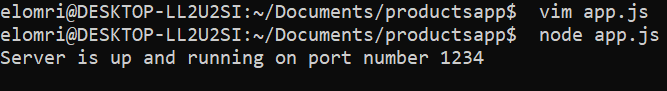 elomri@DESKTOP-LL2U2SI:~/Documents/productsapp$  vim app.js
elomri@DESKTOP-LL2U2SI:~/Documents/productsapp$  node app.js
Server is up and running on port number 1234